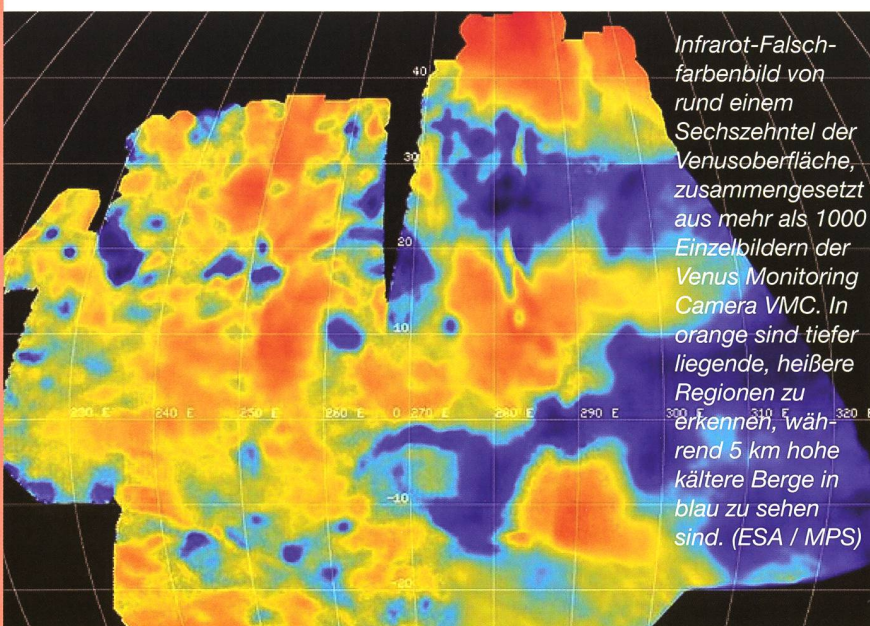 Infrarot-Falsch-
farbenbild von
rund einem
Sechszehntel der
Venusoberfläche,
zusammengesetzt
aus mehr als 1000
Einzelbildern der
Venus Monitoring
Camera VMC. In
orange sind tiefer
liegende, heißere
Regionen zu
erkennen, wäh-
rend 5 km hohe
kältere Berge in
blau zu sehen
sind. (ESA / MPS)
40
30
20
10
230 E 240 E 250 E 260 E 0 270 E 280 E 290 E 300 E 310 E 320 E
-10
-20